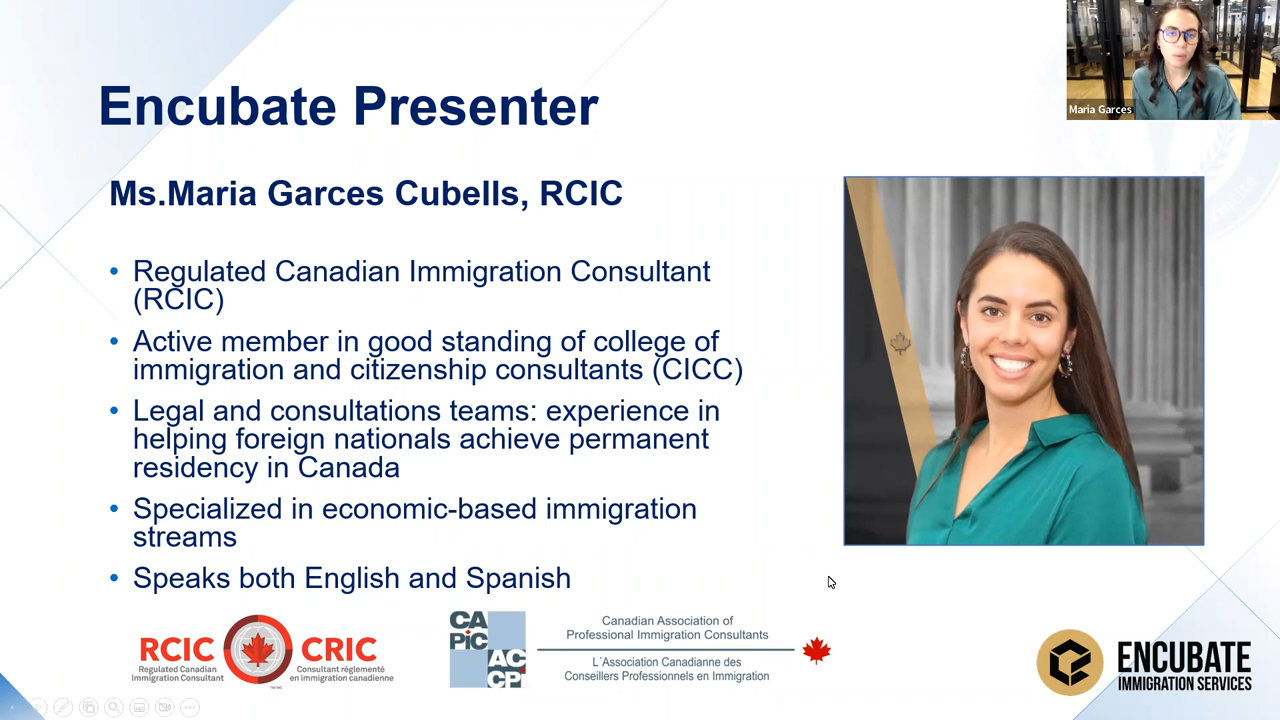 Encubate Presenter
Maria Garces
Ms.Maria Garces Cubells, RCIC
• Regulated Canadian Immigration Consultant
(RCIC)
• Active member in good standing of college of
immigration and citizenship consultants (CICC)
• Legal and consultations teams: experience in
helping foreign nationals achieve permanent
residency in Canada
• Specialized in economic-based immigration
streams
• Speaks both English and Spanish
RCIC
Regulated Canadian
Immigration Consultant
CRIC
Consultant réglementé
en immigration canadienne
CA
PiC
AC
CPI
Canadian Association of
Professional Immigration Consultants
L´Association Canadianne des
Conseillers Professionnels en Immigration
ENCUBATE
IMMIGRATION SERVICES